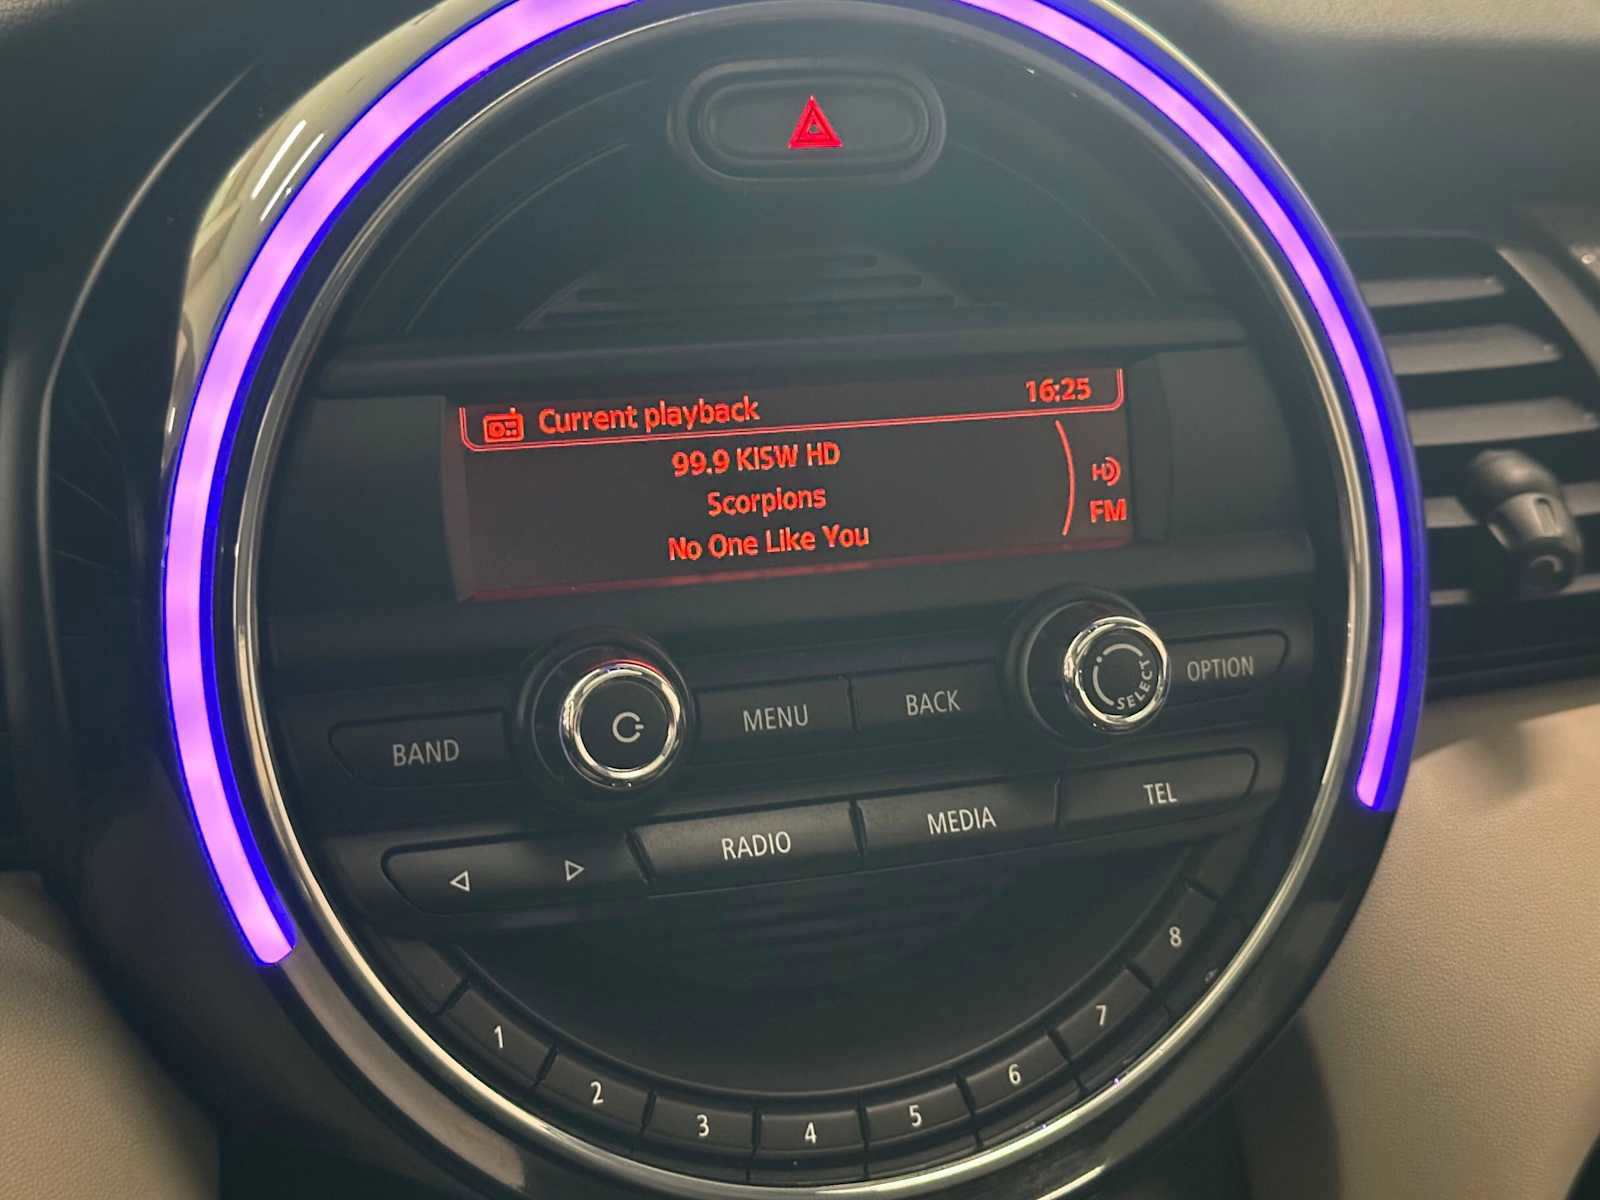 Current playback 16:25
99.9 KISW HD
Scorpions
No One Like You
HD
FM
BAND
MENU
BACK
SELECT
OPTION
RADIO
MEDIA
TEL
1
2
3
4
5
6
7
8